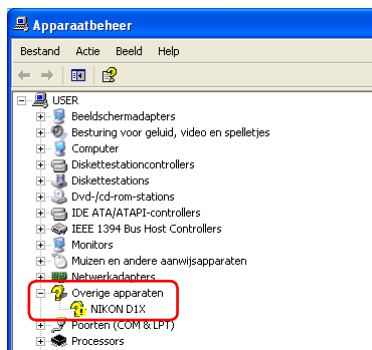 Apparaatbeheer
Bestand Actie Beeld Help
USER
Beeldschermadapters
Besturing voor geluid, video en spelletjes
Computer
Diskettestationcontrollers
Diskettestations
Dvd-/cd-rom-stations
IDE ATA/ATAPI-controllers
IEEE 1394 Bus Host Controllers
Monitors
Muizen en andere aanwijsapparaten
Netwerkadapters
Overige apparaten
NIKON D1X
Poorten (COM & LPT)
Processors